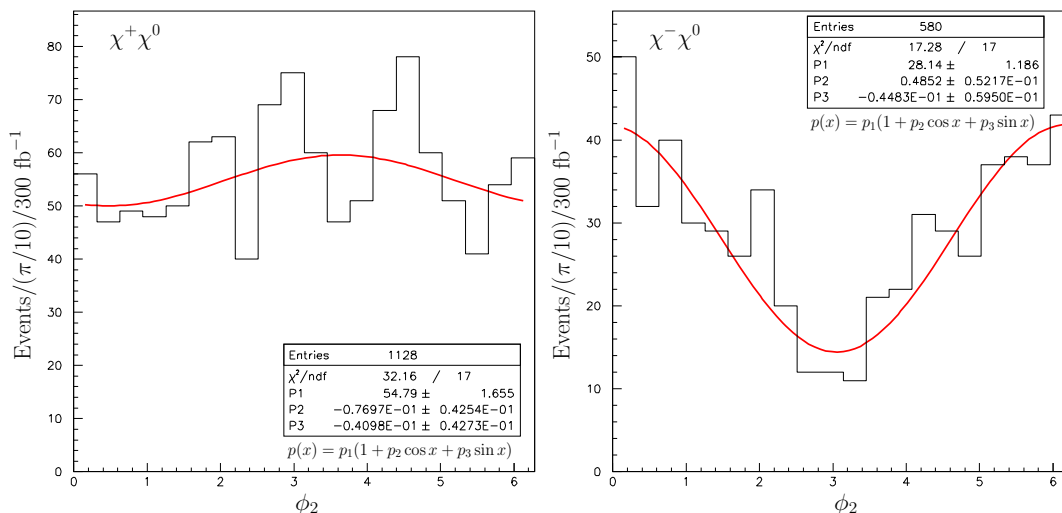 χ⁺χ⁰
Events/(π/10)/300 fb⁻¹
80
70
60
50
40
30
20
10
0
Entries 1128
χ²/ndf 32.16 / 17
P1 54.79 ± 1.655
P2 -0.7697E-01 ± 0.4254E-01
P3 -0.4098E-01 ± 0.4273E-01
p(x) = p₁(1 + p₂ cos x + p₃ sin x)
0 1 2 3 4 5 6
ϕ₂
χ⁻χ⁰
Events/(π/10)/300 fb⁻¹
50
40
30
20
10
0
Entries 580
χ²/ndf 17.28 / 17
P1 28.14 ± 1.186
P2 0.4852 ± 0.5217E-01
P3 -0.4483E-01 ± 0.5950E-01
p(x) = p₁(1 + p₂ cos x + p₃ sin x)
0 1 2 3 4 5 6
ϕ₂